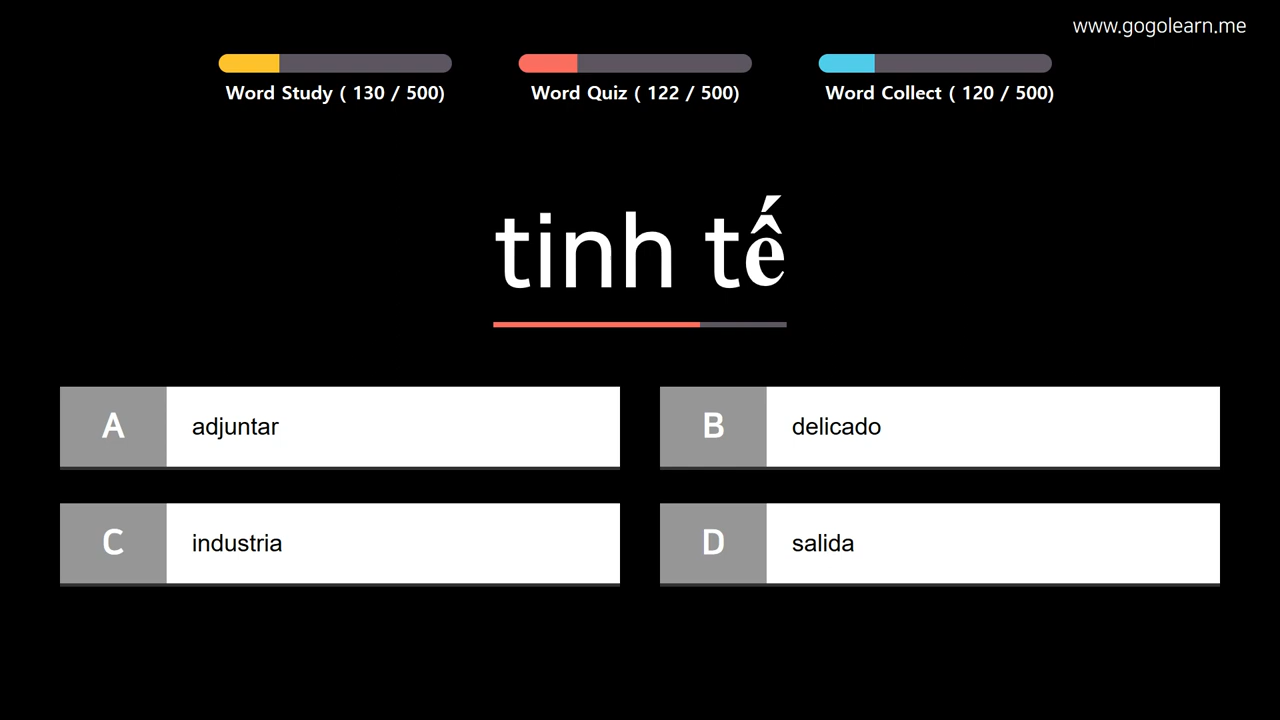 www.gogolearn.me
Word Study ( 130 / 500)
Word Quiz ( 122 / 500)
Word Collect ( 120 / 500)
tinh tế
A adjuntar
B delicado
C industria
D salida